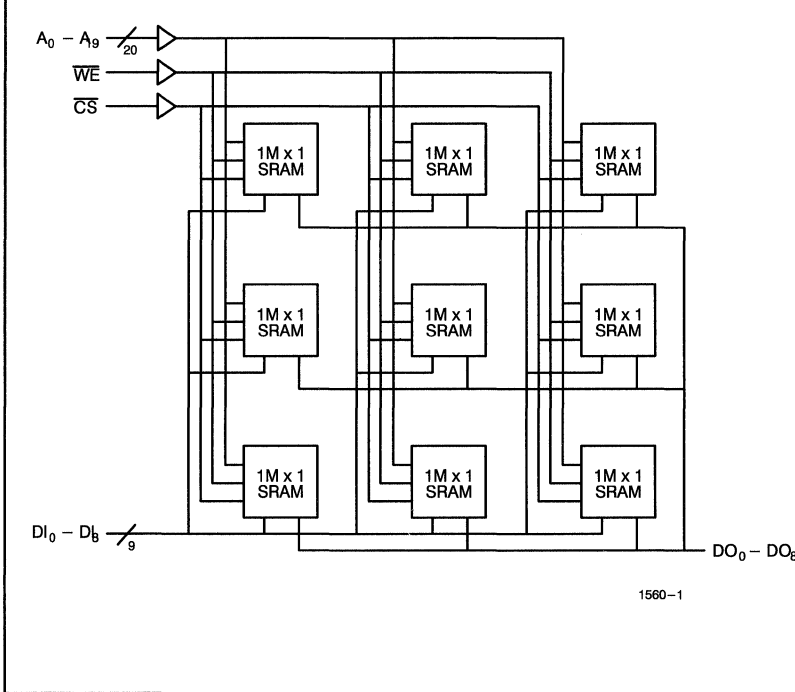 A0 – A19
20
WE
CS
1M x 1
SRAM
1M x 1
SRAM
1M x 1
SRAM
1M x 1
SRAM
1M x 1
SRAM
1M x 1
SRAM
1M x 1
SRAM
1M x 1
SRAM
1M x 1
SRAM
DI0 – DI8
9
DO0 – DO8
1560–1